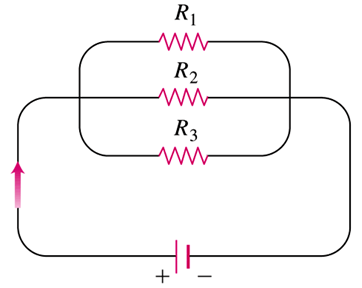 R₁
R₂
R₃
+ −